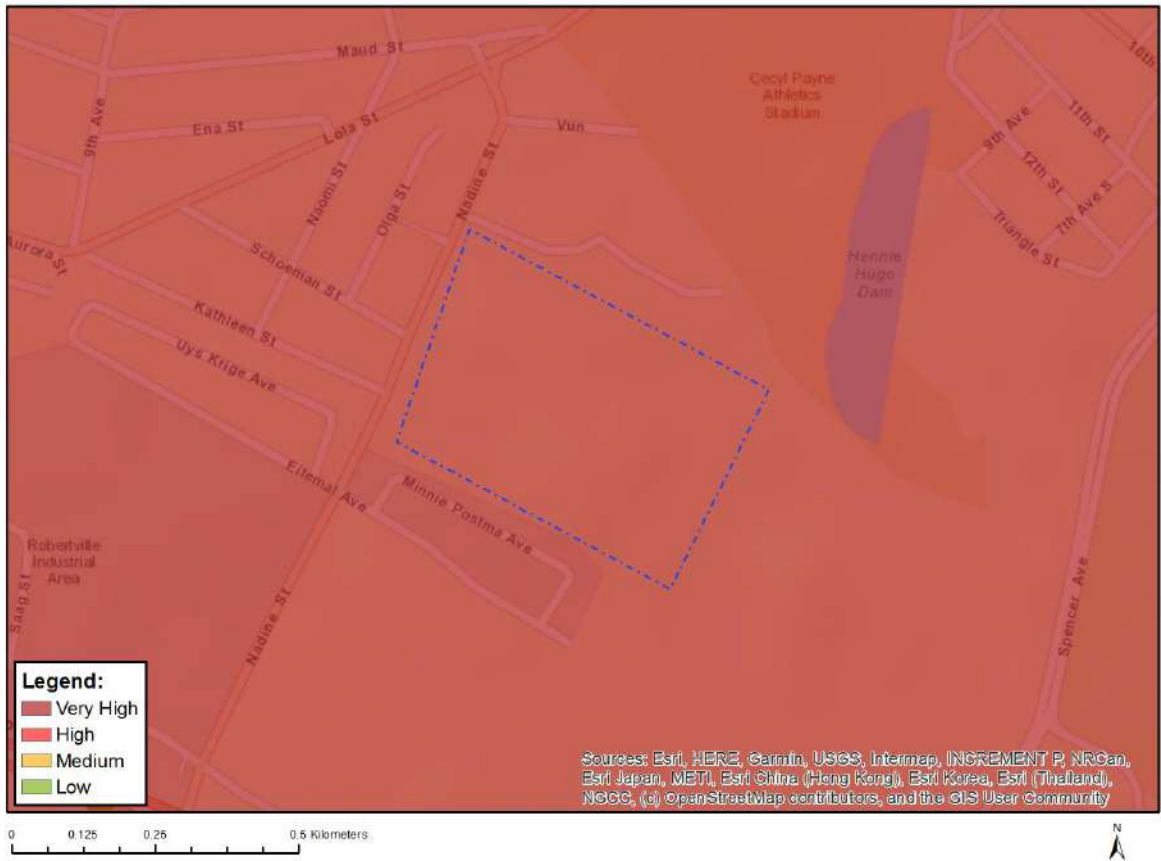 Maud St
Cecyl Payne
Athletics
Stadium
10th
9th Ave
Ena St
Lola St
Vun
11th St
9th Ave
12th St
Naomi St
Olga St
Nadine St
7th Ave S
Triangle St
Aurora St
Schoeman St
Hennie
Hugo
Dam
Kathleen St
Uys Krige Ave
Eitemal Ave
Minnie Postma Ave
Robertville
Industrial
Area
Saag St
Nadine St
Spencer Ave
Legend:
Very High
High
Medium
Low
Sources: Esri, HERE, Garmin, USGS, Intermap, INCREMENT P, NRCan,
Esri Japan, METI, Esri China (Hong Kong), Esri Korea, Esri (Thailand),
NGCC, (c) OpenStreetMap contributors, and the GIS User Community
0 0.125 0.25 0.5 Kilometers
N